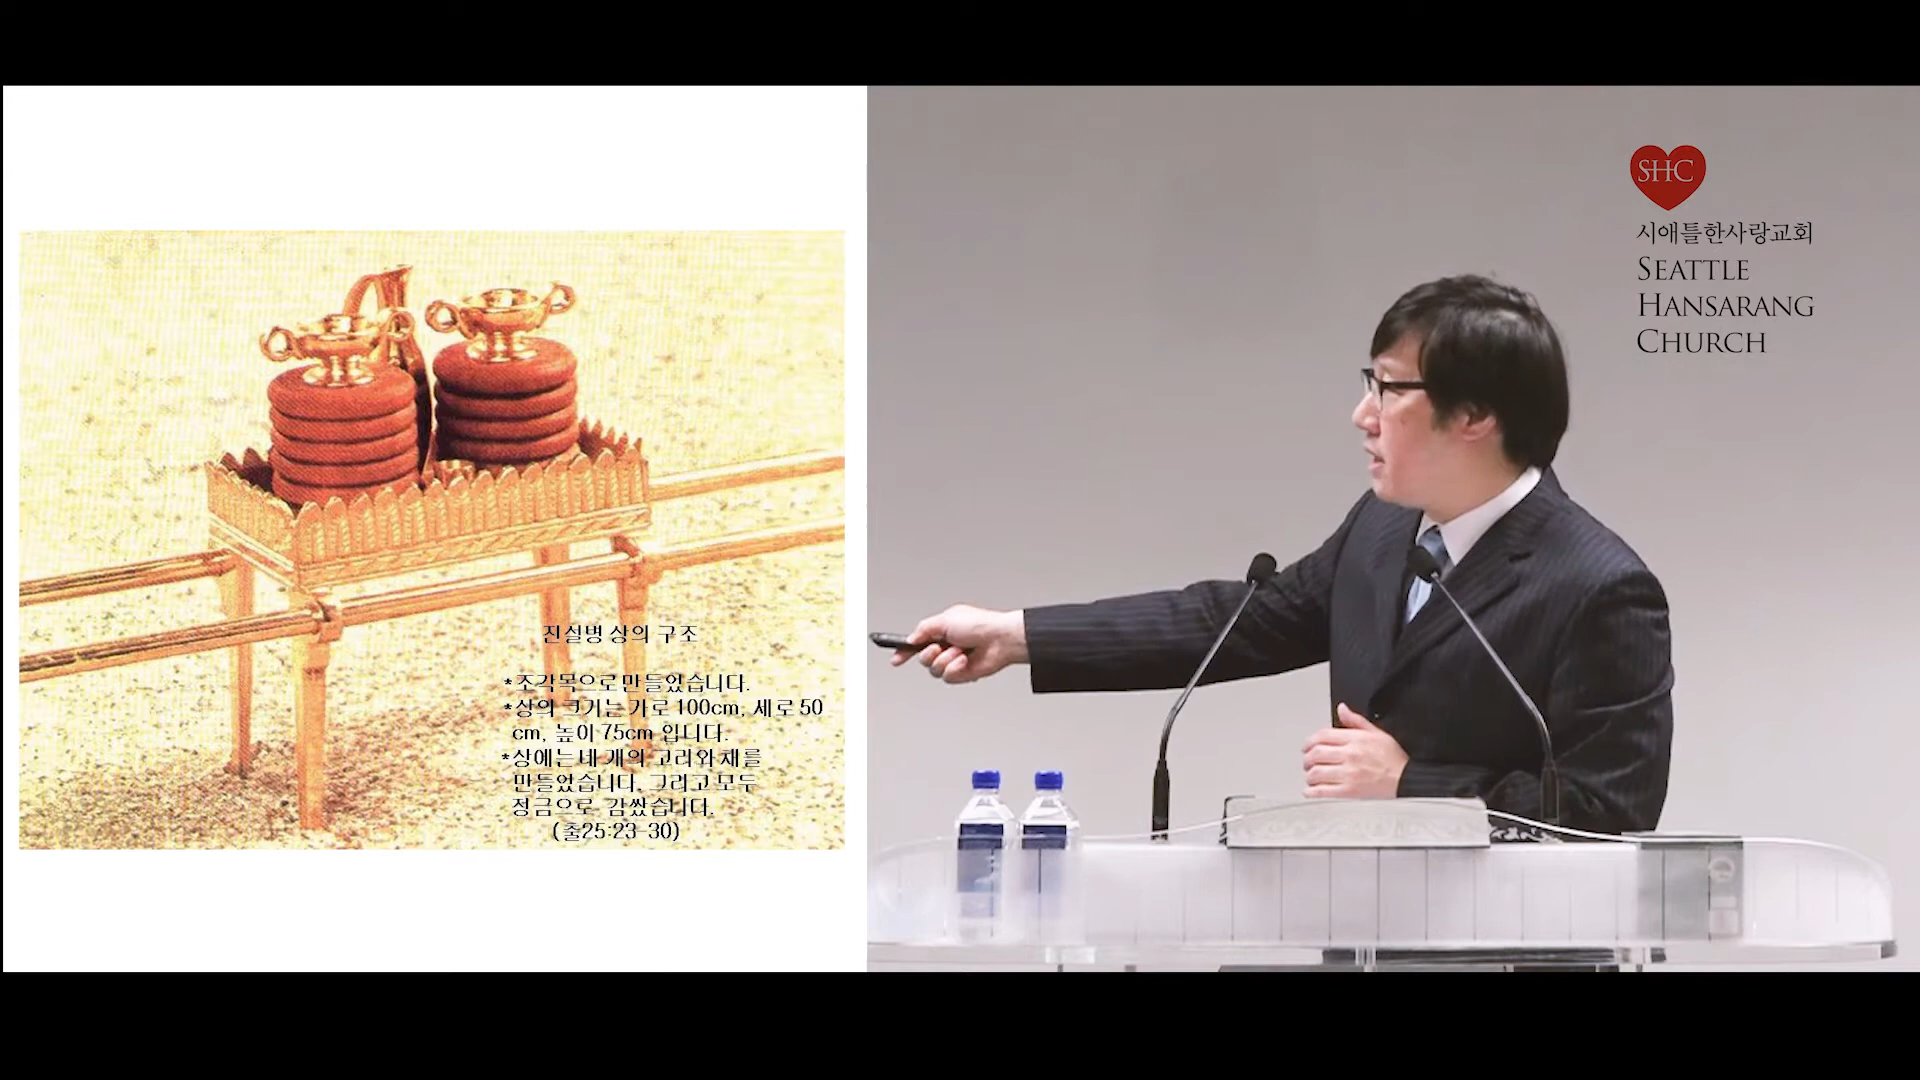 진설병 상의 구조
*조각목으로 만들었습니다.
*상의 크기는 가로 100cm, 세로 50
cm, 높이 75cm 입니다.
*상에는 네 개의 고리와 채를
만들었습니다. 그리고 모두
정금으로 감쌌습니다.
(출25:23-30)
SHC
시애틀한사랑교회
SEATTLE
HANSARANG
CHURCH